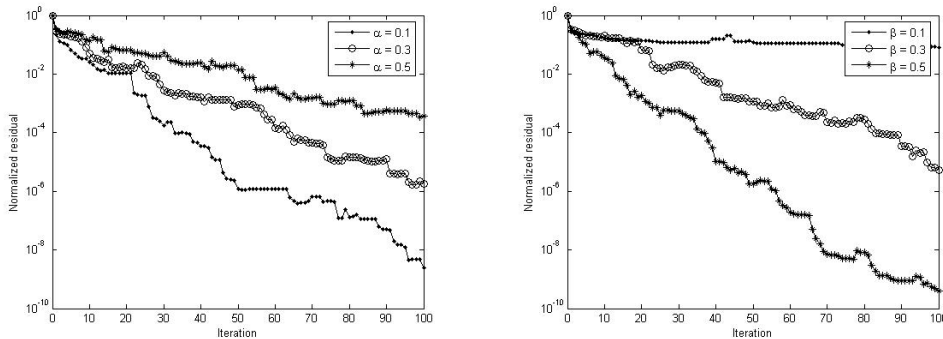 10^0
10^-2
10^-4
10^-6
10^-8
10^-10
Normalized residual
0 10 20 30 40 50 60 70 80 90 100
Iteration
α = 0.1
α = 0.3
α = 0.5
10^0
10^-2
10^-4
10^-6
10^-8
10^-10
Normalized residual
0 10 20 30 40 50 60 70 80 90 100
Iteration
β = 0.1
β = 0.3
β = 0.5